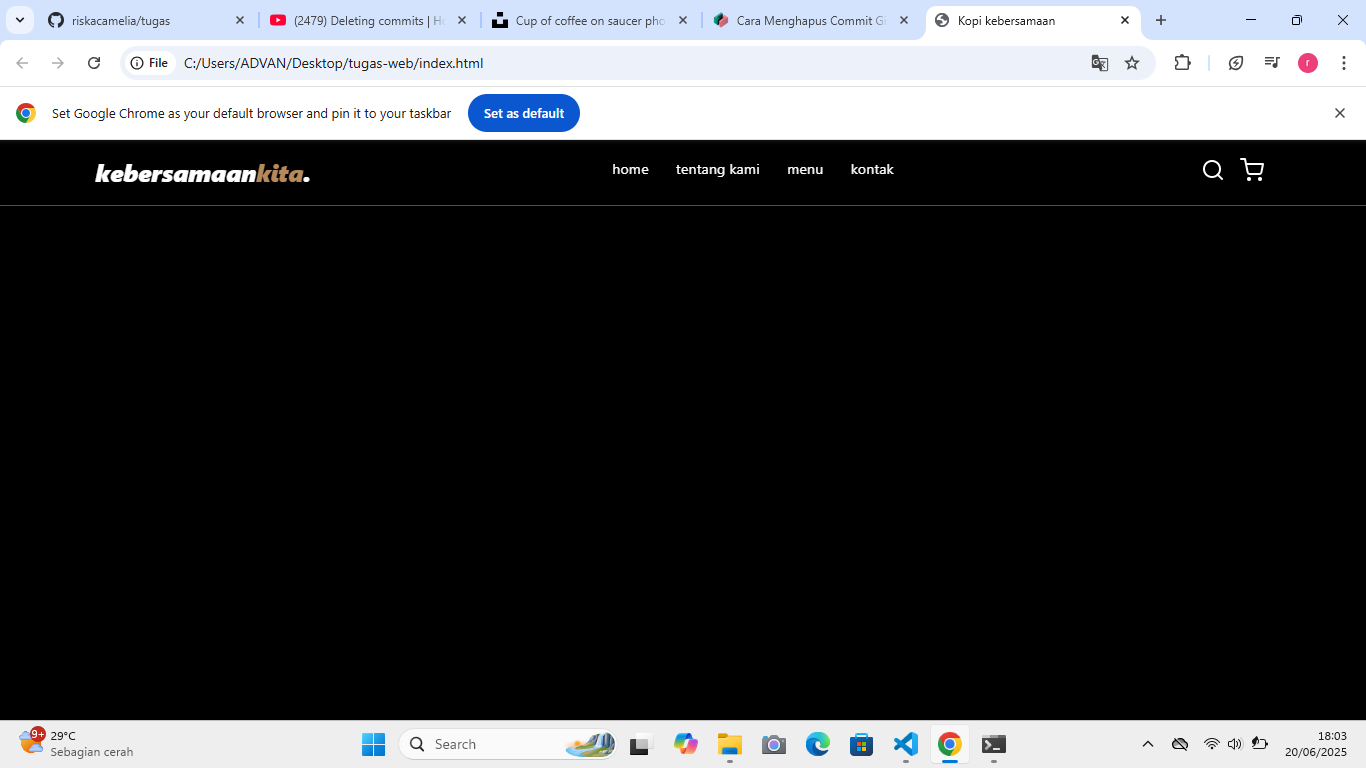 riskacamelia/tugas
(2479) Deleting commits | H
Cup of coffee on saucer pho
Cara Menghapus Commit Gi
Kopi kebersamaan
File
C:/Users/ADVAN/Desktop/tugas-web/index.html
r
Set Google Chrome as your default browser and pin it to your taskbar
Set as default
kebersamaankita.
home
tentang kami
menu
kontak
9+
29°C
Sebagian cerah
Search
18:03
20/06/2025